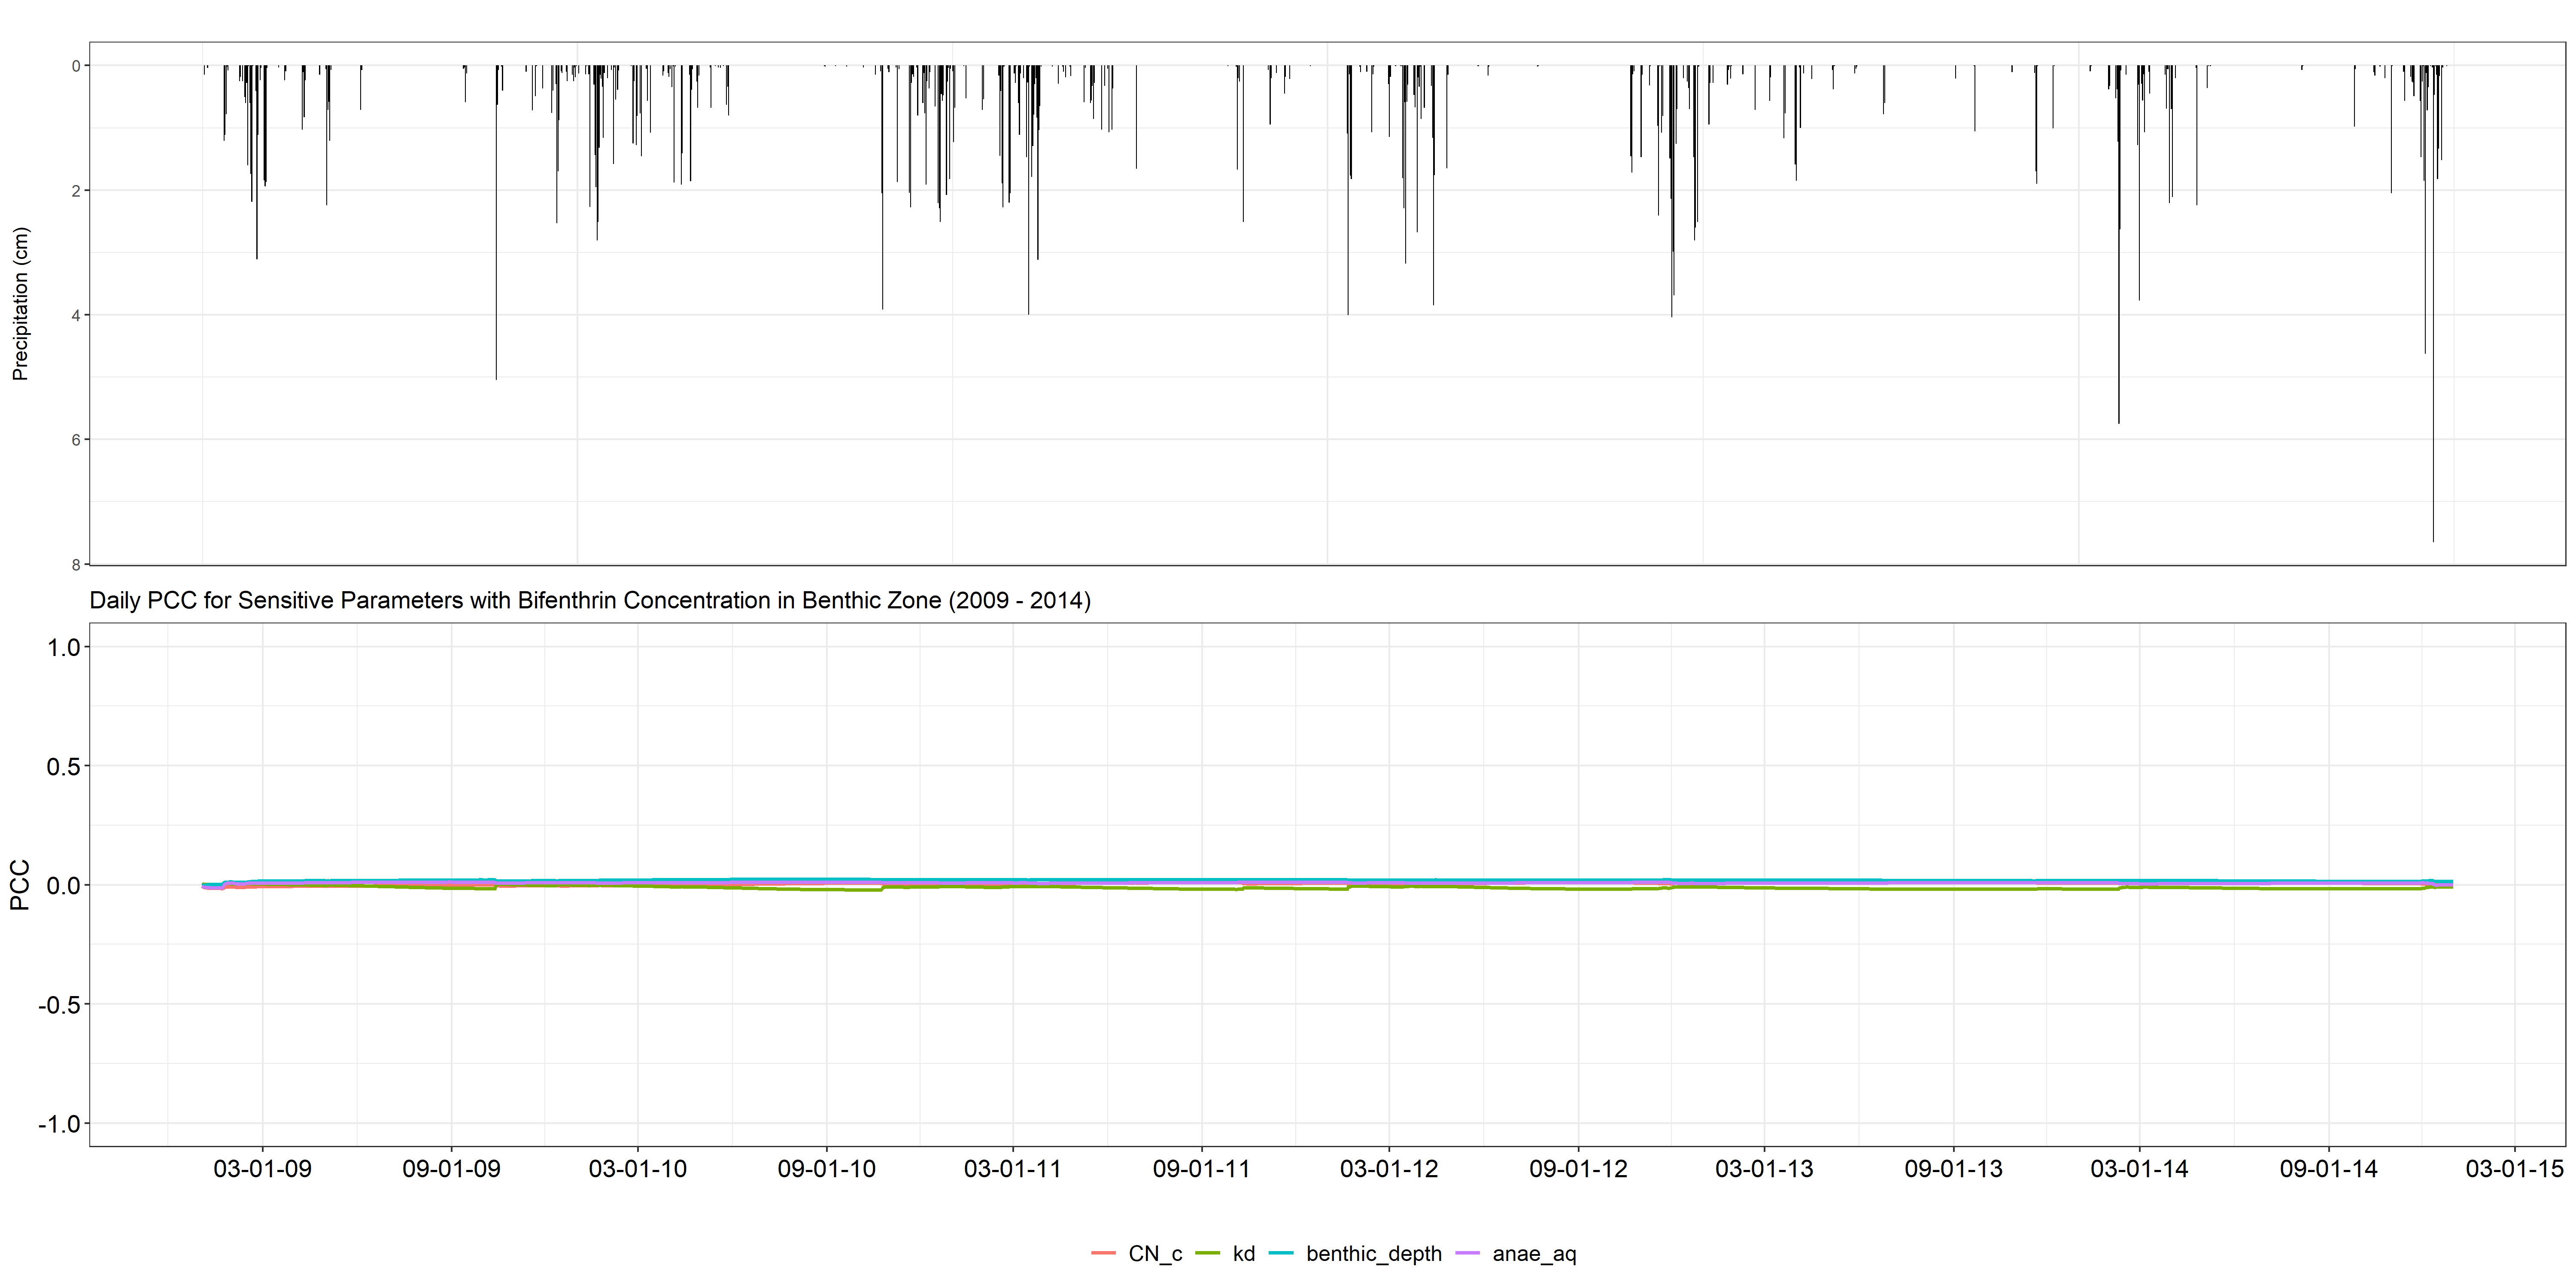 0
2
4
6
8
Precipitation (cm)
Daily PCC for Sensitive Parameters with Bifenthrin Concentration in Benthic Zone (2009 - 2014)
1.0
0.5
0.0
-0.5
-1.0
PCC
03-01-09 09-01-09 03-01-10 09-01-10 03-01-11 09-01-11 03-01-12 09-01-12 03-01-13 09-01-13 03-01-14 09-01-14 03-01-15
CN_c kd benthic_depth anae_aq